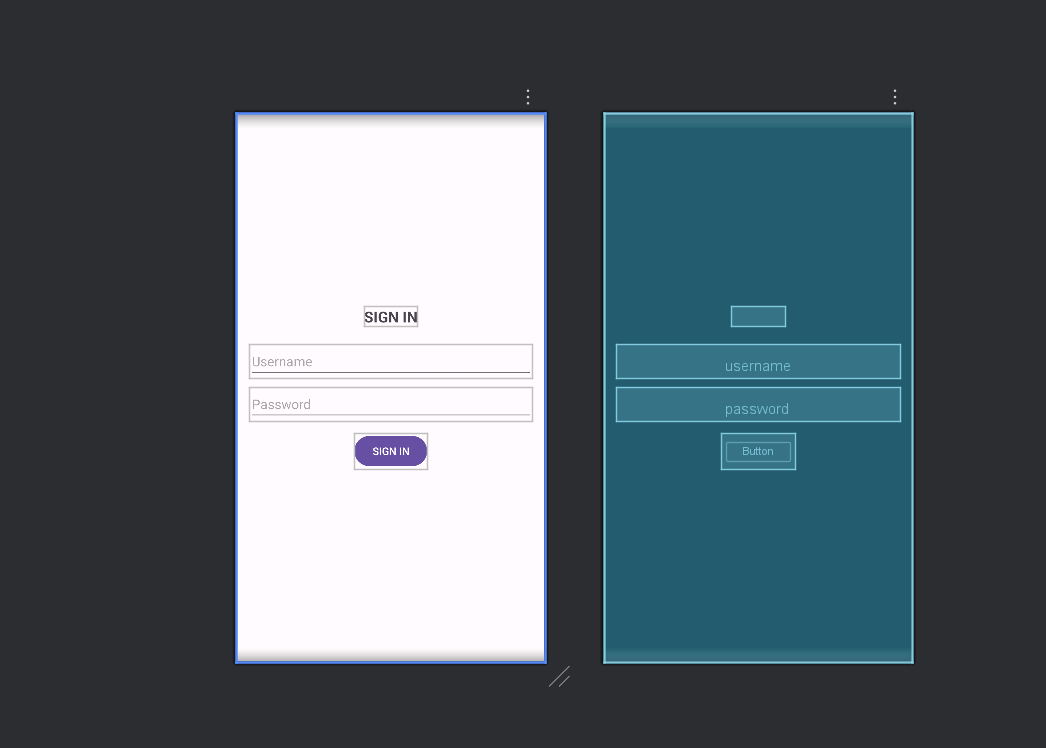 SIGN IN
Username
Password
SIGN IN
username
password
Button